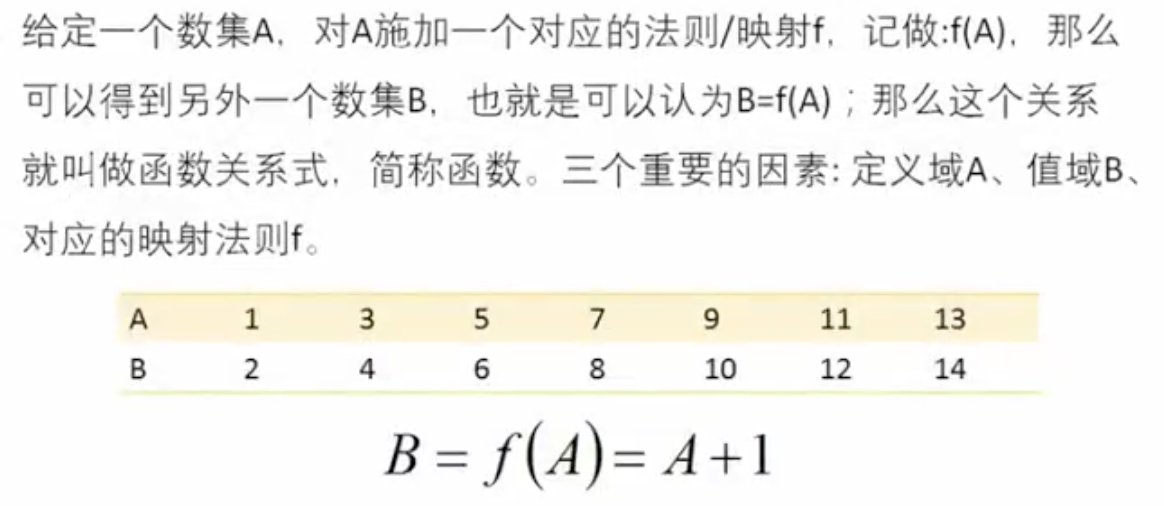 给定一个数集A，对A施加一个对应的法则/映射f，记做:f(A)，那么
可以得到另外一个数集B，也就是可以认为B=f(A)；那么这个关系
就叫做函数关系式，简称函数。三个重要的因素: 定义域A、值域B、
对应的映射法则f。
A 1 3 5 7 9 11 13
B 2 4 6 8 10 12 14
B = f(A) = A+1